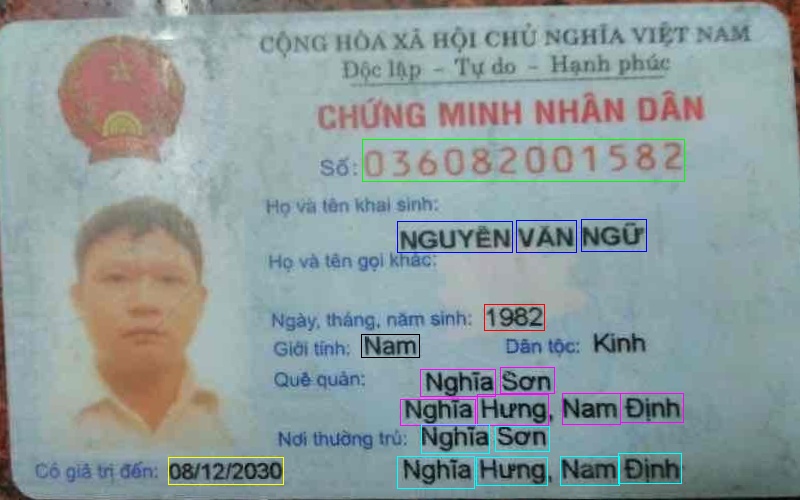 CỘNG HÒA XÃ HỘI CHỦ NGHĨA VIỆT NAM
Độc lập - Tự do - Hạnh phúc
CHỨNG MINH NHÂN DÂN
Số: 036082001582
Họ và tên khai sinh:
NGUYỄN VĂN NGỮ
Họ và tên gọi khác:
Ngày, tháng, năm sinh: 1982
Giới tính: Nam Dân tộc: Kinh
Quê quán: Nghĩa Sơn
Nghĩa Hưng, Nam Định
Nơi thường trú: Nghĩa Sơn
Có giá trị đến: 08/12/2030 Nghĩa Hưng, Nam Định